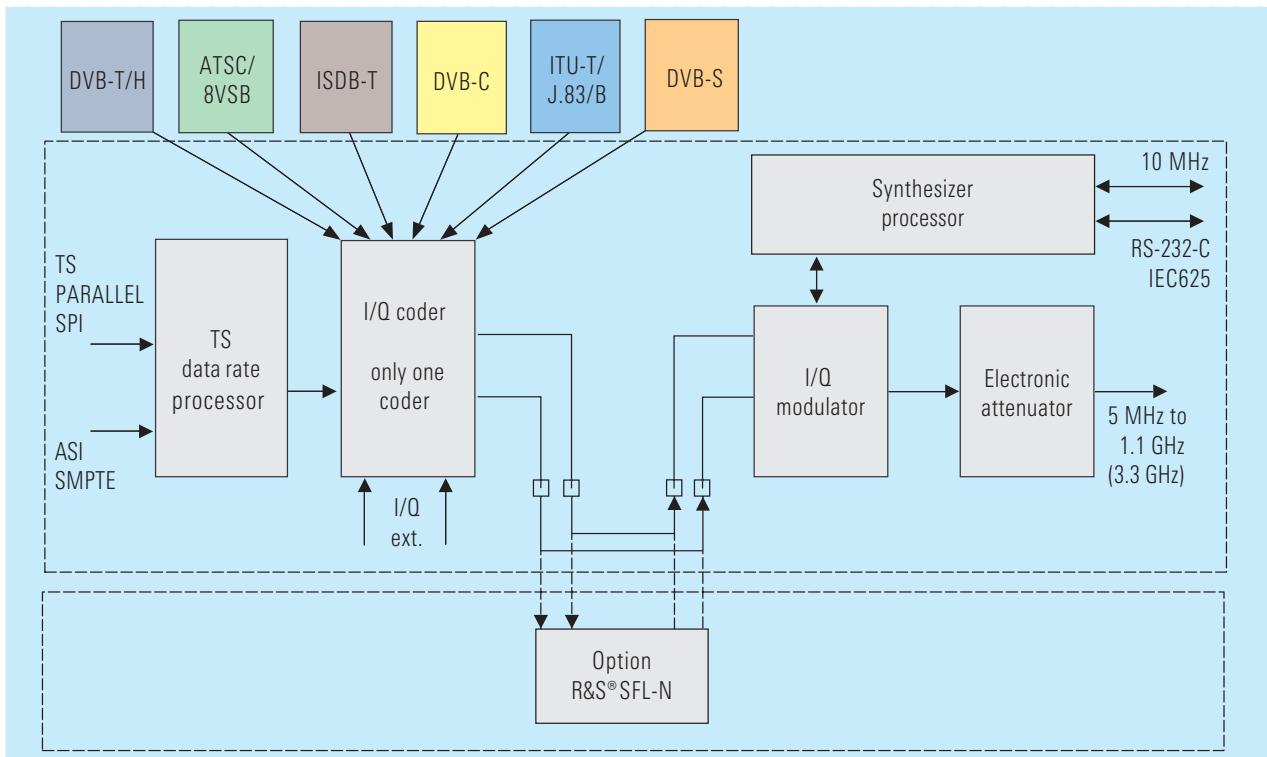 DVB-T/H
ATSC/
8VSB
ISDB-T
DVB-C
ITU-T/
J.83/B
DVB-S
Synthesizer
processor
10 MHz
RS-232-C
IEC625
TS
PARALLEL
SPI
TS
data rate
processor
ASI
SMPTE
I/Q coder
only one
coder
I/Q
ext.
I/Q
modulator
Electronic
attenuator
5 MHz to
1.1 GHz
(3.3 GHz)
Option
R&S® SFL-N